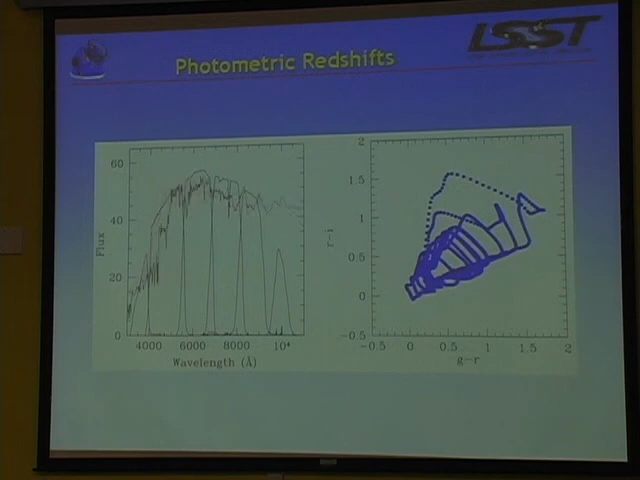 LSST
Photometric Redshifts
60
40
20
0
Flux
4000 6000 8000 10⁴
Wavelength (Å)
2
1.5
1
0.5
0
-0.5
r-i
-0.5 0 0.5 1 1.5 2
g-r